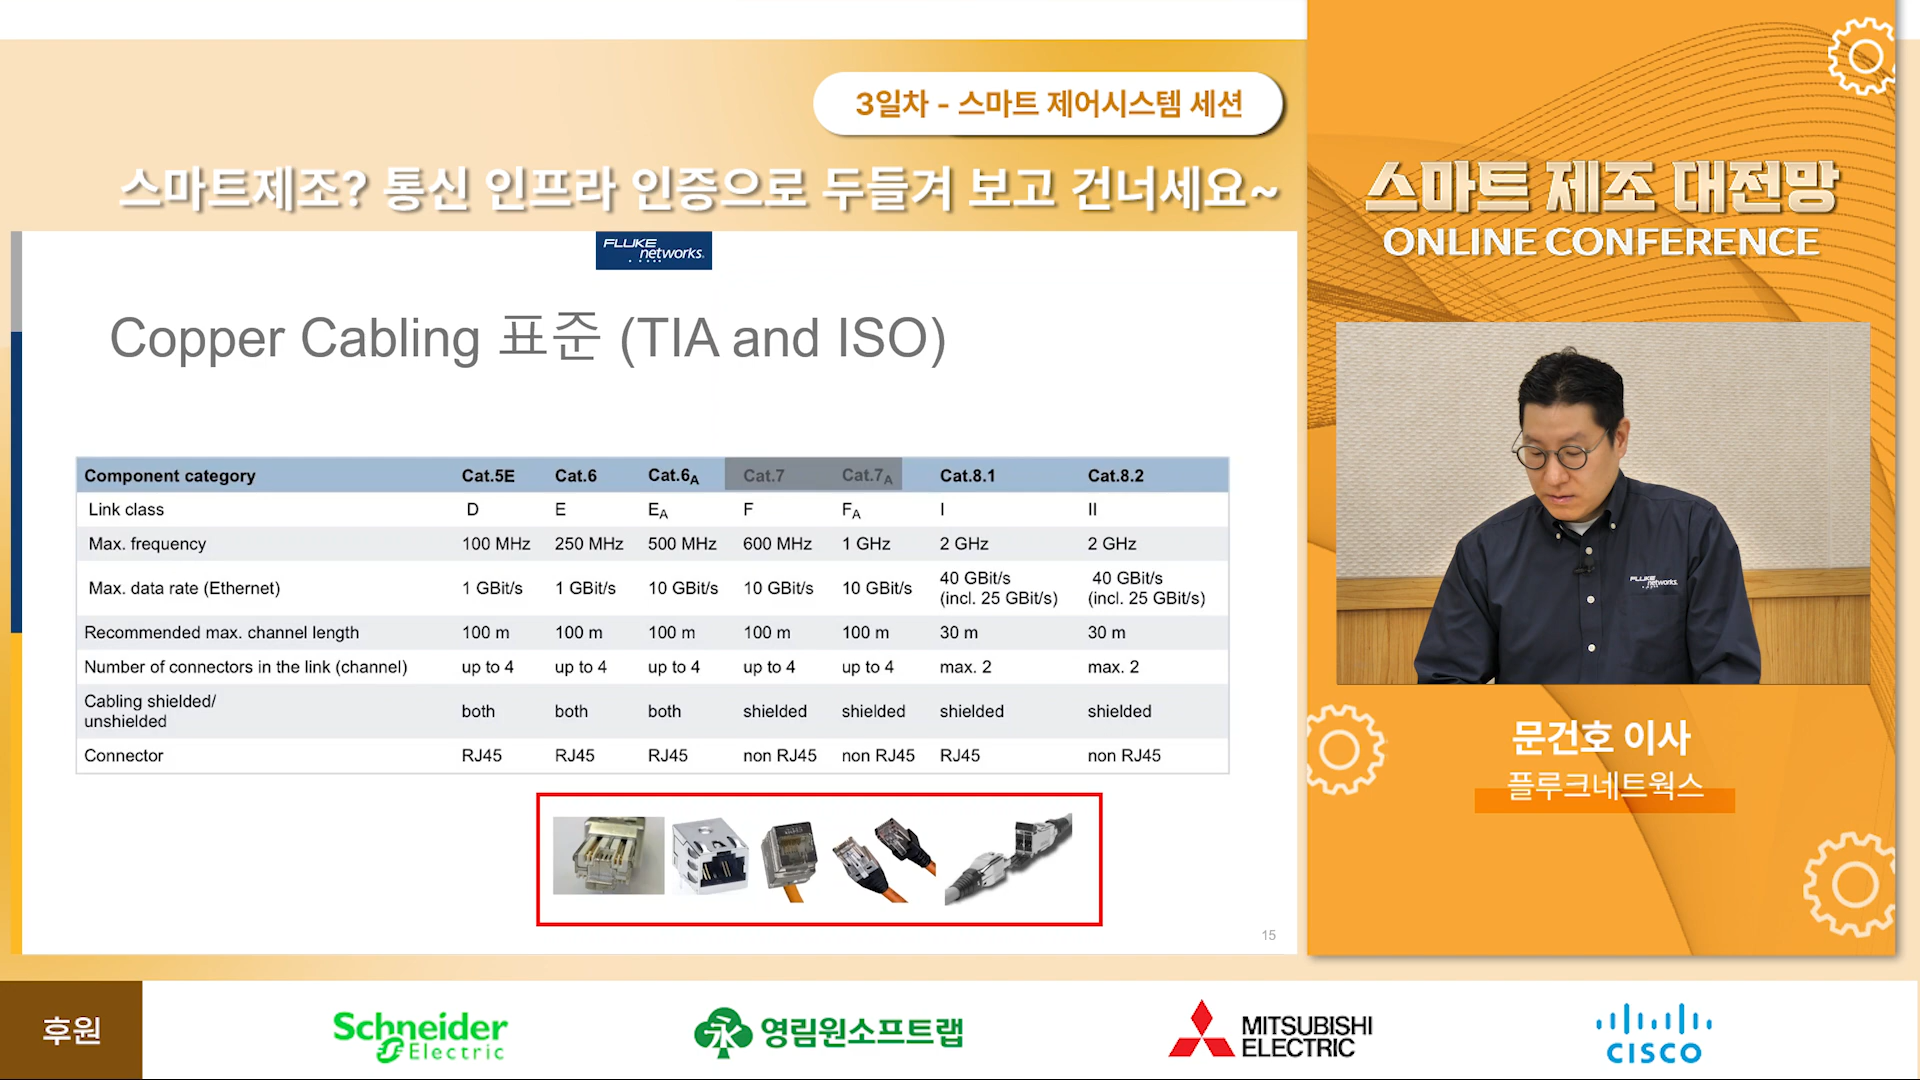 3일차 - 스마트 제어시스템 세션
스마트제조? 통신 인프라 인증으로 두들겨 보고 건너세요~
FLUKE
networks
Copper Cabling 표준 (TIA and ISO)
Component category Cat.5E Cat.6 Cat.6A Cat.7 Cat.7A Cat.8.1 Cat.8.2
Link class D E EA F FA I II
Max. frequency 100 MHz 250 MHz 500 MHz 600 MHz 1 GHz 2 GHz 2 GHz
Max. data rate (Ethernet) 1 GBit/s 1 GBit/s 10 GBit/s 10 GBit/s 10 GBit/s 40 GBit/s (incl. 25 GBit/s) 40 GBit/s (incl. 25 GBit/s)
Recommended max. channel length 100 m 100 m 100 m 100 m 100 m 30 m 30 m
Number of connectors in the link (channel) up to 4 up to 4 up to 4 up to 4 up to 4 max. 2 max. 2
Cabling shielded/ unshielded both both both shielded shielded shielded shielded
Connector RJ45 RJ45 RJ45 non RJ45 non RJ45 RJ45 non RJ45
15
스마트 제조 대전망
ONLINE CONFERENCE
FLUKE
networks
문건호 이사
플루크네트웍스
후원
Schneider
Electric
永 영림원소프트랩
MITSUBISHI
ELECTRIC
CISCO